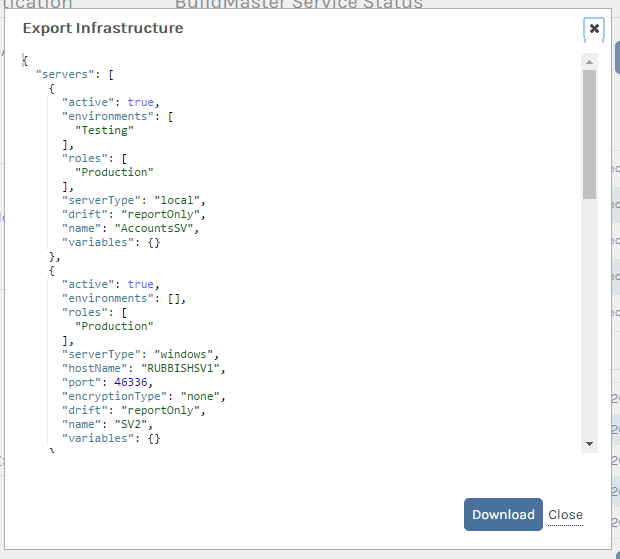 tication
BuildMaster Service Status
Export Infrastructure
{
"servers": [
{
"active": true,
"environments": [
"Testing"
],
"roles": [
"Production"
],
"serverType": "local",
"drift": "reportOnly",
"name": "AccountsSV",
"variables": {}
},
{
"active": true,
"environments": [],
"roles": [
"Production"
],
"serverType": "windows",
"hostName": "RUBBISHSV1",
"port": 46336,
"encryptionType": "none",
"drift": "reportOnly",
"name": "SV2",
"variables": {}
}
Download
Close